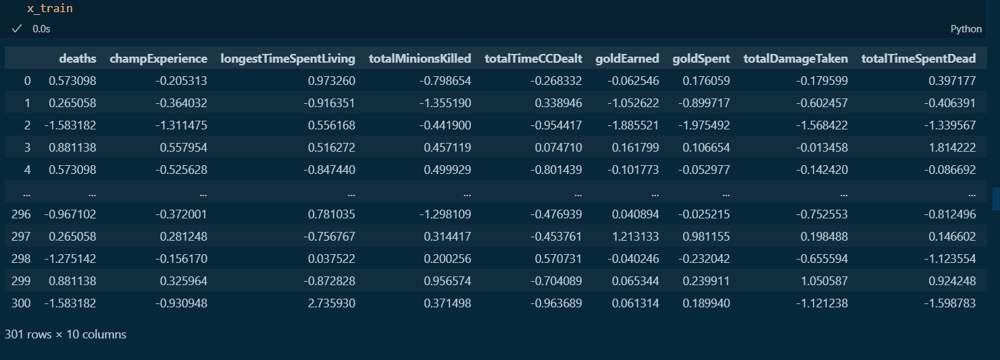 x_train
✓ 0.0s Python
deaths champExperience longestTimeSpentLiving totalMinionsKilled totalTimeCCDealt goldEarned goldSpent totalDamageTaken totalTimeSpentDead
0 0.573098 -0.205313 0.973260 -0.798654 -0.268332 -0.062546 0.176059 -0.179599 0.397177
1 0.265058 -0.364032 -0.916351 -1.355190 0.338946 -1.052622 -0.899717 -0.602457 -0.406391
2 -1.583182 -1.311475 0.556168 -0.441900 -0.954417 -1.885521 -1.975492 -1.568422 -1.339567
3 0.881138 0.557954 0.516272 0.457119 0.074710 0.161799 0.106654 -0.013458 1.814222
4 0.573098 -0.525628 -0.847440 0.499929 -0.801439 -0.101773 -0.052977 -0.142420 -0.086692
... ... ... ... ... ... ... ... ... ...
296 -0.967102 -0.372001 0.781035 -1.298109 -0.476939 0.040894 -0.025215 -0.752553 -0.812496
297 0.265058 0.281248 -0.756767 0.314417 -0.453761 1.213133 0.981155 0.198488 0.146602
298 -1.275142 -0.156170 0.037522 0.200256 0.570731 -0.040246 -0.232042 -0.655594 -1.123554
299 0.881138 0.325964 -0.872828 0.956574 -0.704089 0.065344 0.239911 1.050587 0.924248
300 -1.583182 -0.930948 2.735930 0.371498 -0.963689 0.061314 0.189940 -1.121238 -1.598783
301 rows × 10 columns